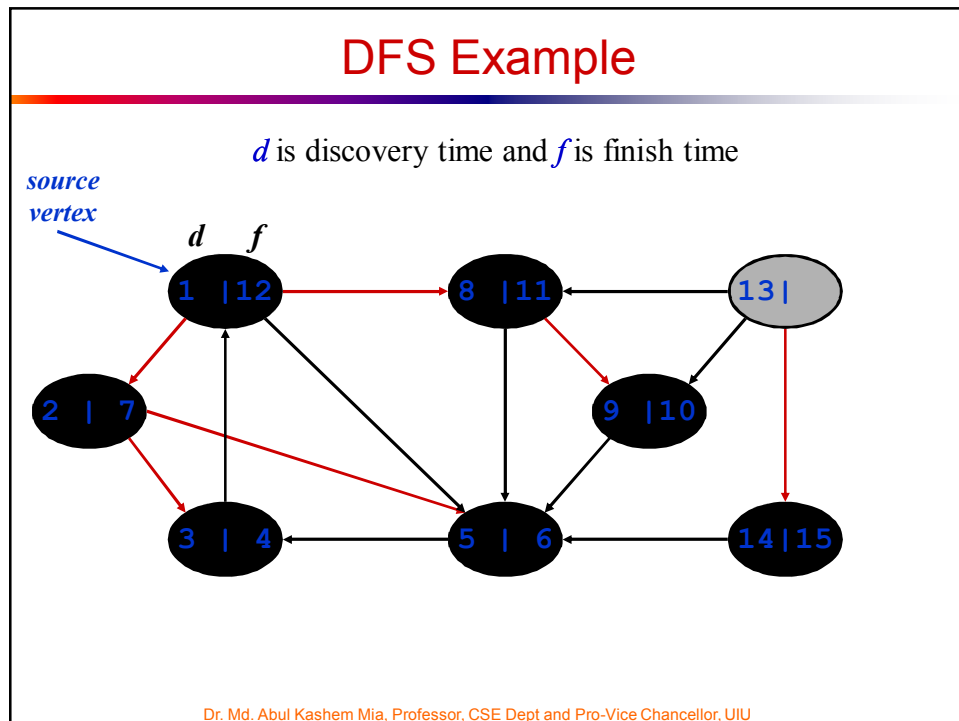 DFS Example
d is discovery time and f is finish time
source
vertex
d f
1 |12
8 |11
13|
2 | 7
9 |10
3 | 4
5 | 6
14|15
Dr. Md. Abul Kashem Mia, Professor, CSE Dept and Pro-Vice Chancellor, UIU